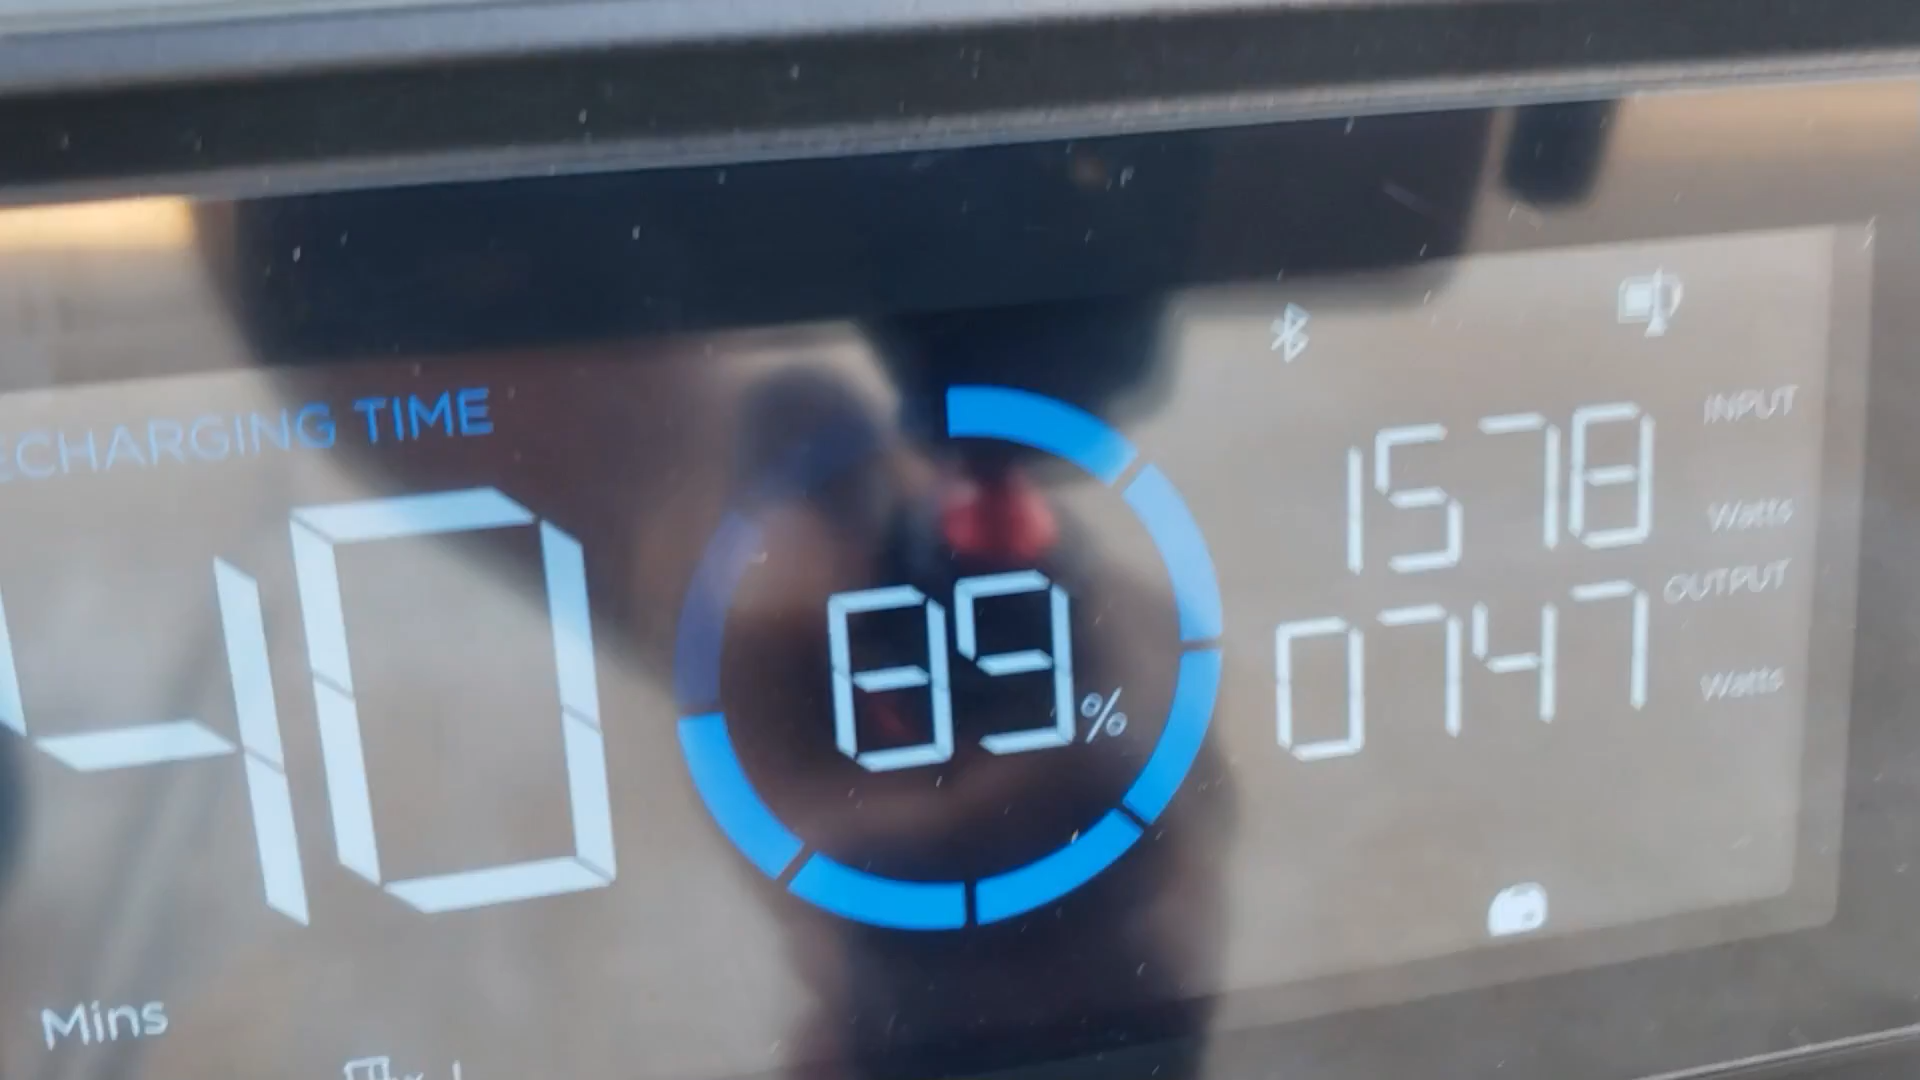 ECHARGING TIME
40
Mins
89%
INPUT
1578
Watts
OUTPUT
0747
Watts